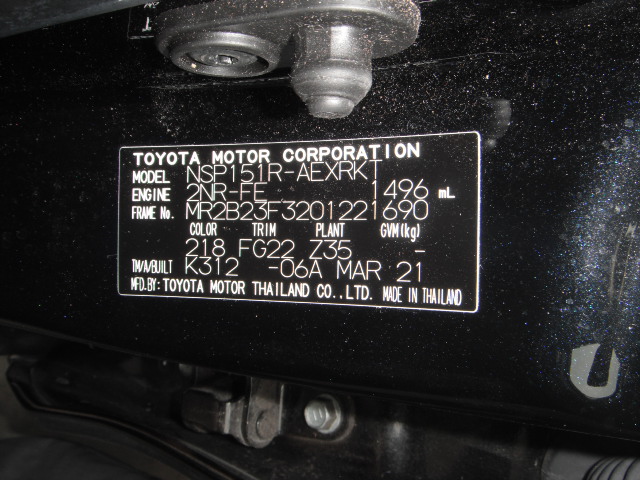 TOYOTA MOTOR CORPORATION
MODEL NSP151R-AEXRKT
ENGINE 2NR-FE 1496 mL
FRAME No. MR2B23F3201221690
COLOR TRIM PLANT GVM(kg)
218 FG22 Z35 -
T/A/BUILT K312 -06A MAR 21
MFD.BY: TOYOTA MOTOR THAILAND CO.,LTD. MADE IN THAILAND